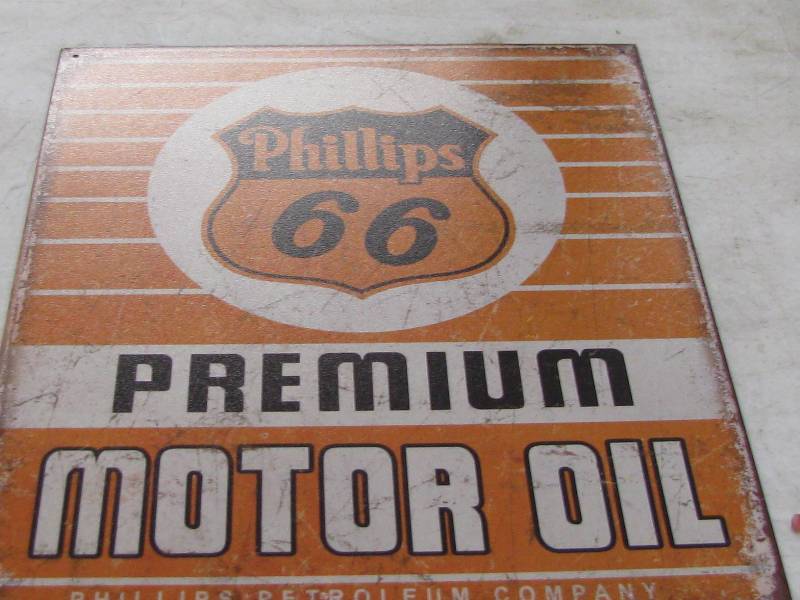 Phillips
66
PREMIUM
MOTOR OIL
PHILLIPS PETROLEUM COMPANY